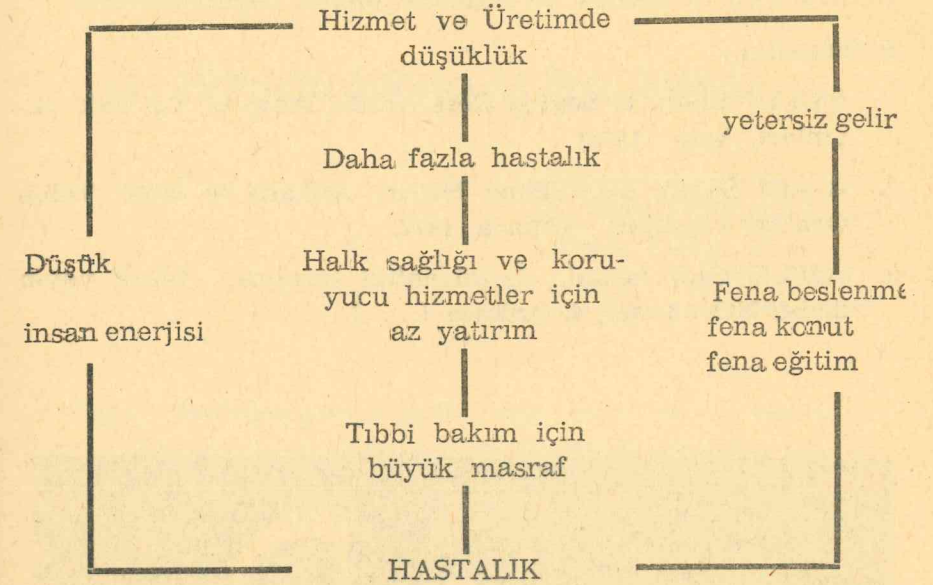 Hizmet ve Üretimde
düşüklük
yetersiz gelir
Daha fazla hastalık
Düşük
insan enerjisi
Halk sağlığı ve koru-
yucu hizmetler için
az yatırım
Fena beslenme
fena konut
fena eğitim
Tıbbi bakım için
büyük masraf
HASTALIK